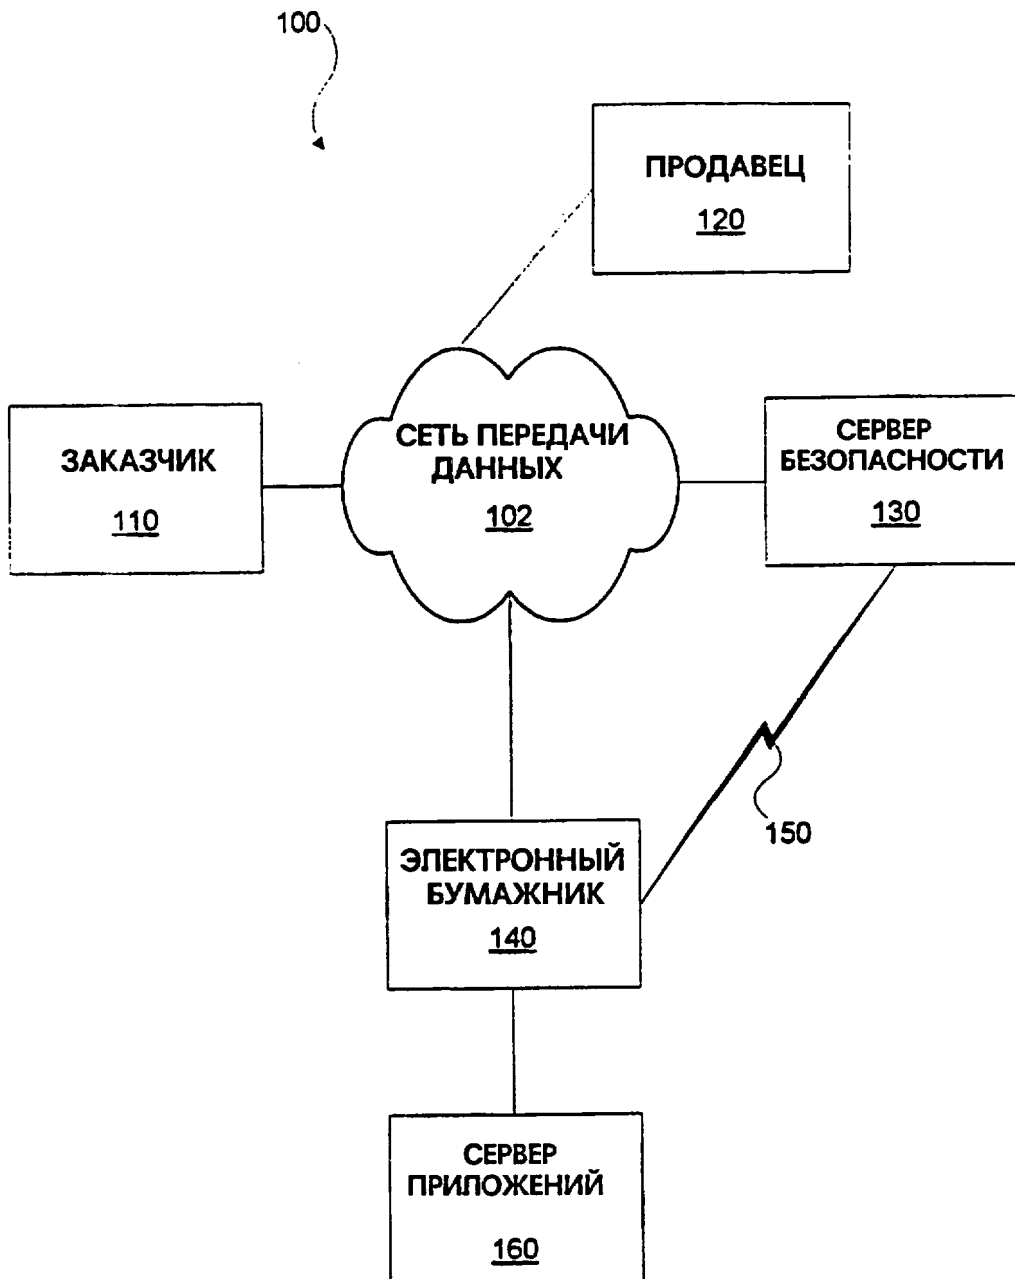 100
ПРОДАВЕЦ
120
ЗАКАЗЧИК
110
СЕТЬ ПЕРЕДАЧИ
ДАННЫХ
102
СЕРВЕР
БЕЗОПАСНОСТИ
130
150
ЭЛЕКТРОННЫЙ
БУМАЖНИК
140
СЕРВЕР
ПРИЛОЖЕНИЙ
160